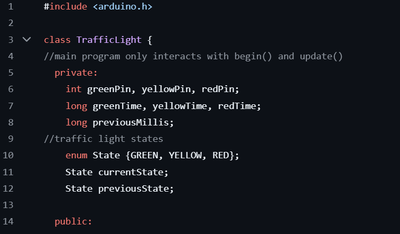 1 #include <arduino.h>
2
3 class TrafficLight {
4 //main program only interacts with begin() and update()
5 private:
6 int greenPin, yellowPin, redPin;
7 long greenTime, yellowTime, redTime;
8 long previousMillis;
9 //traffic light states
10 enum State {GREEN, YELLOW, RED};
11 State currentState;
12 State previousState;
13
14 public: